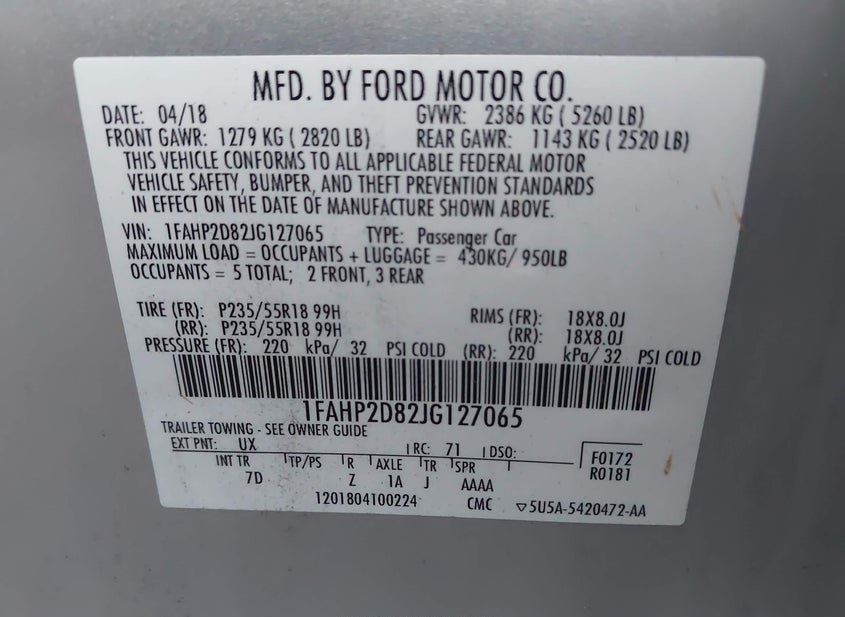 MFD. BY FORD MOTOR CO.
DATE: 04/18 GVWR: 2386 KG ( 5260 LB)
FRONT GAWR: 1279 KG ( 2820 LB) REAR GAWR: 1143 KG ( 2520 LB)
THIS VEHICLE CONFORMS TO ALL APPLICABLE FEDERAL MOTOR
VEHICLE SAFETY, BUMPER, AND THEFT PREVENTION STANDARDS
IN EFFECT ON THE DATE OF MANUFACTURE SHOWN ABOVE.
VIN: 1FAHP2D82JG127065 TYPE: Passenger Car
MAXIMUM LOAD = OCCUPANTS + LUGGAGE = 430KG/ 950LB
OCCUPANTS = 5 TOTAL; 2 FRONT, 3 REAR
TIRE (FR): P235/55R18 99H RIMS (FR): 18X8.0J
(RR): P235/55R18 99H (RR): 18X8.0J
PRESSURE (FR): 220 kPa/ 32 PSI COLD (RR): 220 kPa/ 32 PSI COLD
1FAHP2D82JG127065
TRAILER TOWING - SEE OWNER GUIDE
EXT PNT: UX RC: 71 DSO: F0172
INT TR TP/PS R AXLE TR SPR R0181
7D Z 1A J AAAA
1201804100224 CMC ▽5U5A-5420472-AA